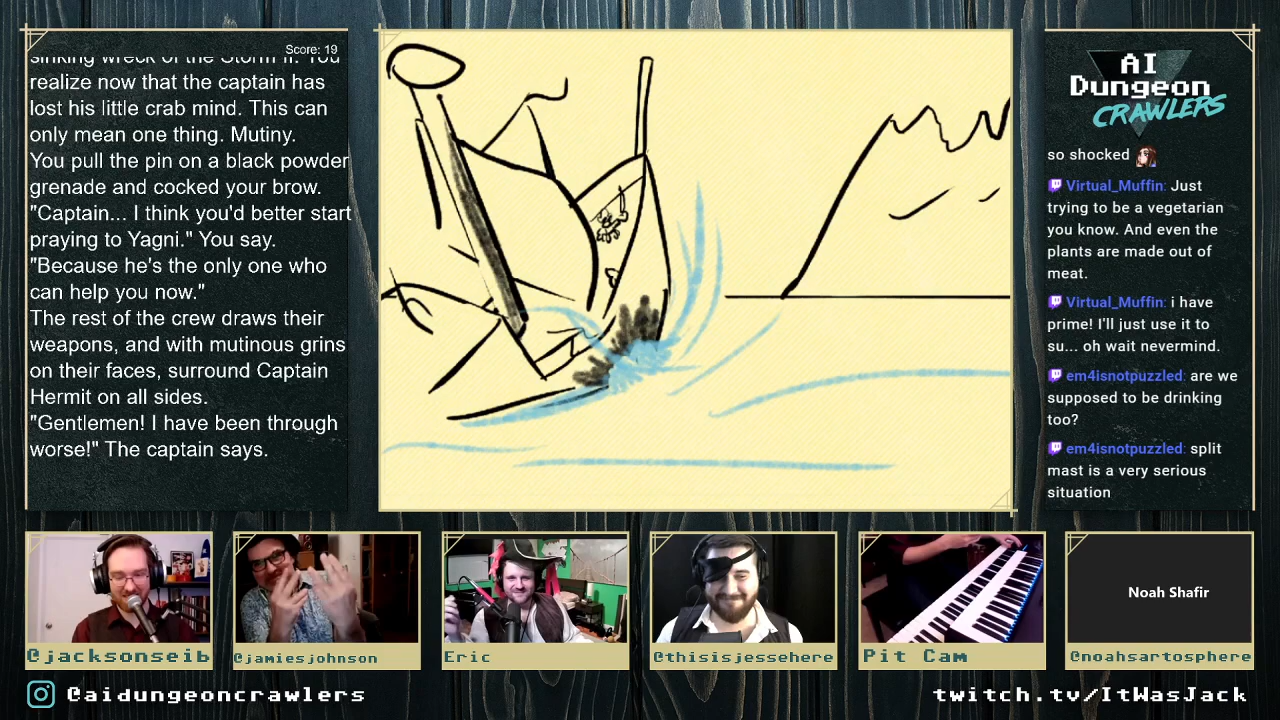 Score: 19
sinking wreck of the Storm II. You
realize now that the captain has
lost his little crab mind. This can
only mean one thing. Mutiny.
You pull the pin on a black powder
grenade and cocked your brow.
"Captain... I think you'd better start
praying to Yagni." You say.
"Because he's the only one who
can help you now."
The rest of the crew draws their
weapons, and with mutinous grins
on their faces, surround Captain
Hermit on all sides.
"Gentlemen! I have been through
worse!" The captain says.
AI
Dungeon
CRAWLERS
so shocked
Virtual_Muffin: Just
trying to be a vegetarian
you know. And even the
plants are made out of
meat.
Virtual_Muffin: i have
prime! I'll just use it to
su... oh wait nevermind.
em4isnotpuzzled: are we
supposed to be drinking
too?
em4isnotpuzzled: split
mast is a very serious
situation
Noah Shafir
@jacksonseib
@jamiesjohnson
Eric
@thisisjessehere
Pit Cam
@noahsartosphere
@aidungeoncrawlers
twitch.tv/ItWasJack